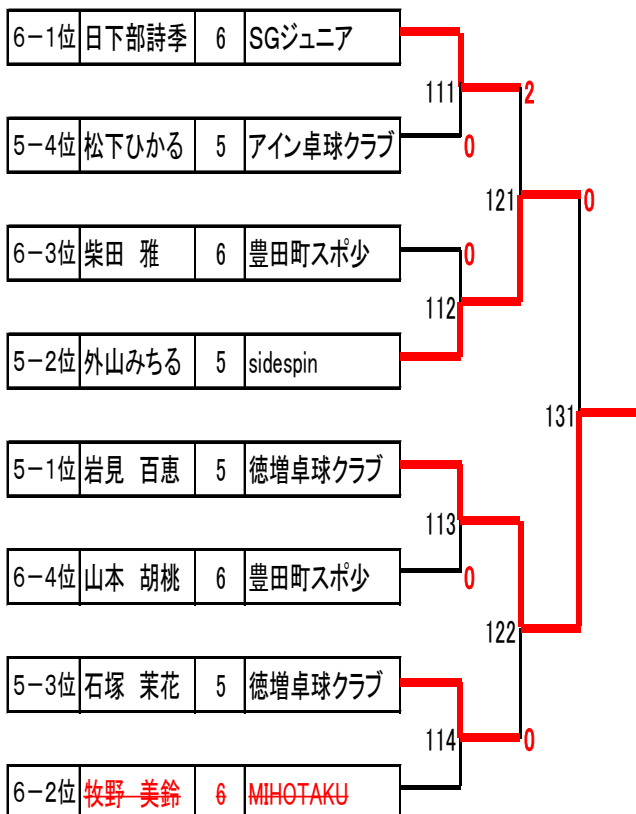 6－1位 日下部詩季 6 SGジュニア
111 2
5－4位 松下ひかる 5 アイン卓球クラブ 0
121 0
6－3位 柴田　雅 6 豊田町スポ少 0
112
5－2位 外山みちる 5 sidespin
131
5－1位 岩見　百恵 5 徳増卓球クラブ
113
6－4位 山本　胡桃 6 豊田町スポ少 0
122
5－3位 石塚　茉花 5 徳増卓球クラブ
114 0
6－2位 牧野　美鈴 6 MIHOTAKU